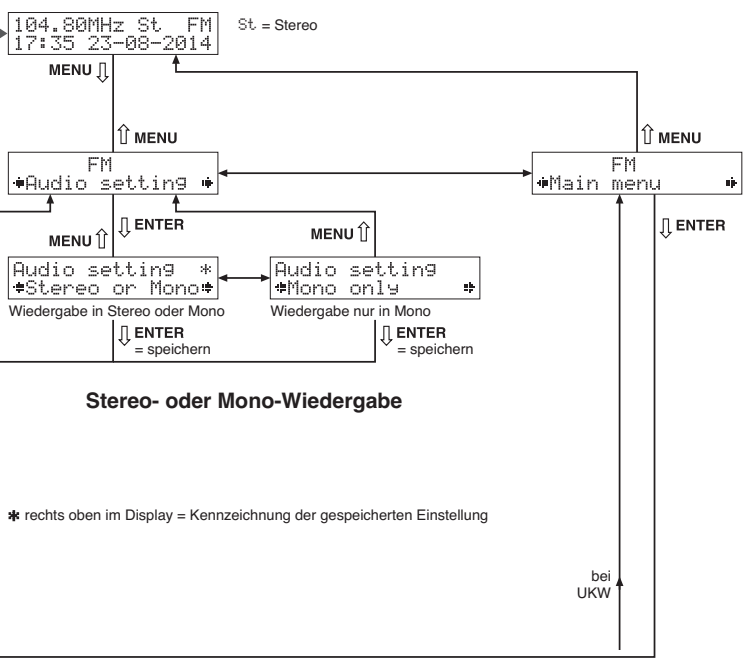 104.80MHz St FM
17:35 23-08-2014
St = Stereo
MENU
MENU
MENU
FM
Audio setting
FM
Main menu
MENU
ENTER
MENU
ENTER
Audio setting *
Stereo or Mono
Audio setting
Mono only
Wiedergabe in Stereo oder Mono
Wiedergabe nur in Mono
ENTER
= speichern
ENTER
= speichern
Stereo- oder Mono-Wiedergabe
* rechts oben im Display = Kennzeichnung der gespeicherten Einstellung
bei
UKW